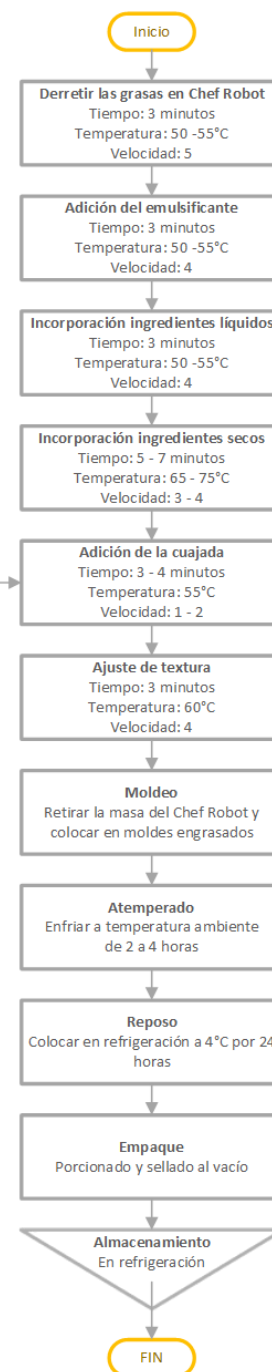 Inicio
Derretir las grasas en Chef Robot
Tiempo: 3 minutos
Temperatura: 50 -55°C
Velocidad: 5
Adición del emulsificante
Tiempo: 3 minutos
Temperatura: 50 -55°C
Velocidad: 4
Incorporación ingredientes líquidos
Tiempo: 3 minutos
Temperatura: 50 -55°C
Velocidad: 4
Incorporación ingredientes secos
Tiempo: 5 - 7 minutos
Temperatura: 65 - 75°C
Velocidad: 3 - 4
Adición de la cuajada
Tiempo: 3 - 4 minutos
Temperatura: 55°C
Velocidad: 1 - 2
Ajuste de textura
Tiempo: 3 minutos
Temperatura: 60°C
Velocidad: 4
Moldeo
Retirar la masa del Chef Robot y
colocar en moldes engrasados
Atemperado
Enfriar a temperatura ambiente
de 2 a 4 horas
Reposo
Colocar en refrigeración a 4°C por 24
horas
Empaque
Porcionado y sellado al vacío
Almacenamiento
En refrigeración
FIN